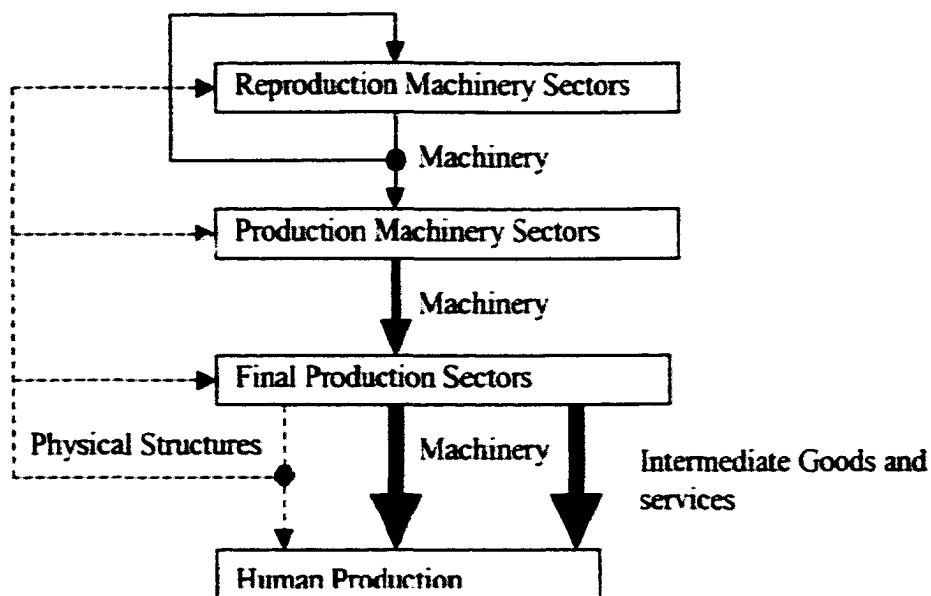 Reproduction Machinery Sectors
Machinery
Production Machinery Sectors
Machinery
Final Production Sectors
Physical Structures
Machinery
Intermediate Goods and
services
Human Production